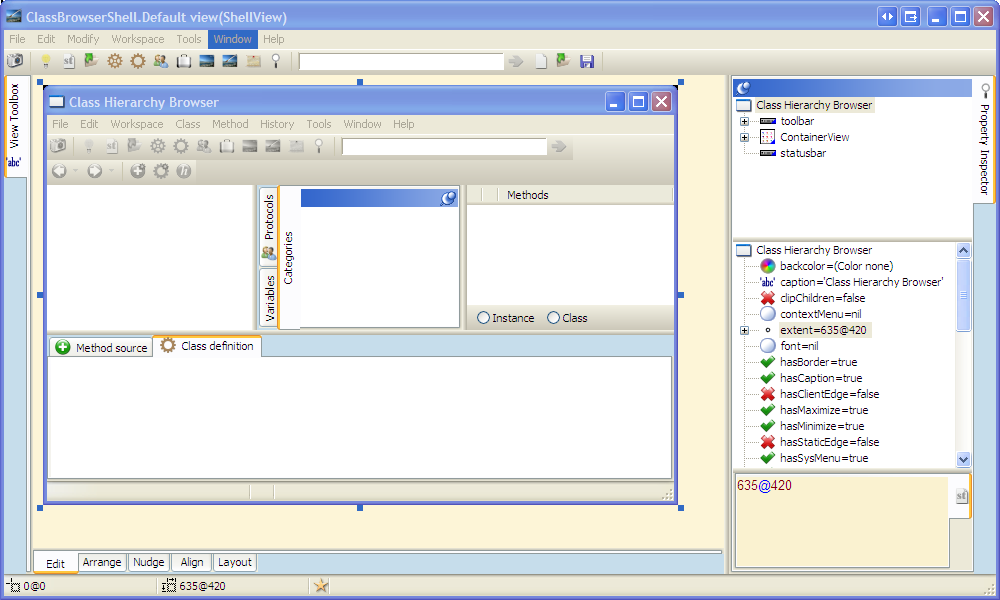 ClassBrowserShell.Default view(ShellView)
File Edit Modify Workspace Tools Window Help
st
View Toolbox
'abc'
Class Hierarchy Browser
File Edit Workspace Class Method History Tools Window Help
st
Protocols
Variables
Categories
Methods
Instance Class
Method source Class definition
Edit Arrange Nudge Align Layout
0@0 635@420
Property Inspector
Class Hierarchy Browser
toolbar
ContainerView
statusbar
Class Hierarchy Browser
backcolor=(Color none)
'abc' caption='Class Hierarchy Browser'
clipChildren=false
contextMenu=nil
extent=635@420
font=nil
hasBorder=true
hasCaption=true
hasClientEdge=false
hasMaximize=true
hasMinimize=true
hasStaticEdge=false
hasSysMenu=true
635@420
st